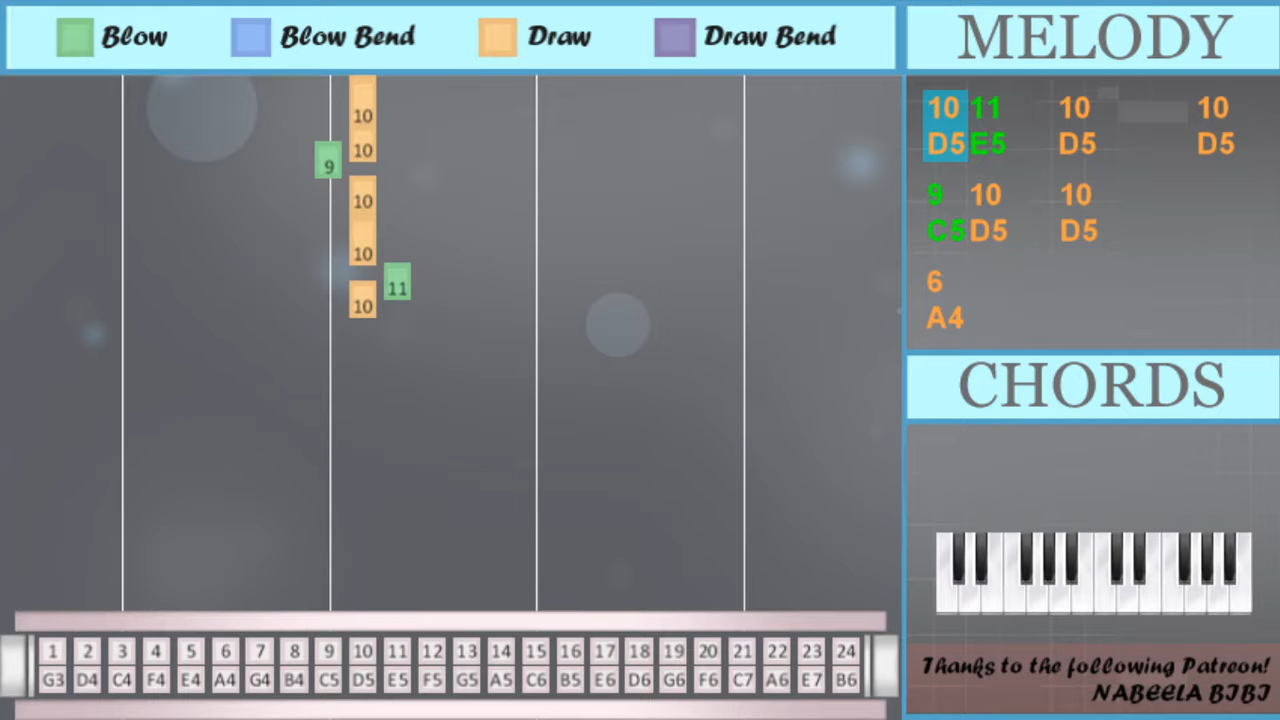 Blow Blow Bend Draw Draw Bend
MELODY
10 11 10 10
D5 E5 D5 D5
9 10 10
C5 D5 D5
6
A4
10
10
9
10
10
11
10
CHORDS
1 2 3 4 5 6 7 8 9 10 11 12 13 14 15 16 17 18 19 20 21 22 23 24
G3 D4 C4 F4 E4 A4 G4 B4 C5 D5 E5 F5 G5 A5 C6 B5 E6 D6 G6 F6 C7 A6 E7 B6
Thanks to the following Patreon!
NABEELA BIBI